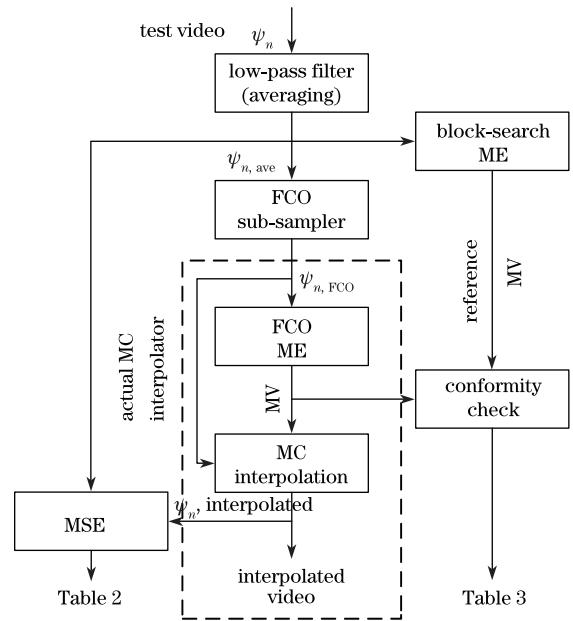 test video
ψn
low-pass filter
(averaging)
block-search
ME
ψn, ave
FCO
sub-sampler
reference
MV
ψn, FCO
FCO
ME
actual MC
interpolator
MV
conformity
check
MC
interpolation
ψn, interpolated
MSE
interpolated
video
Table 2
Table 3